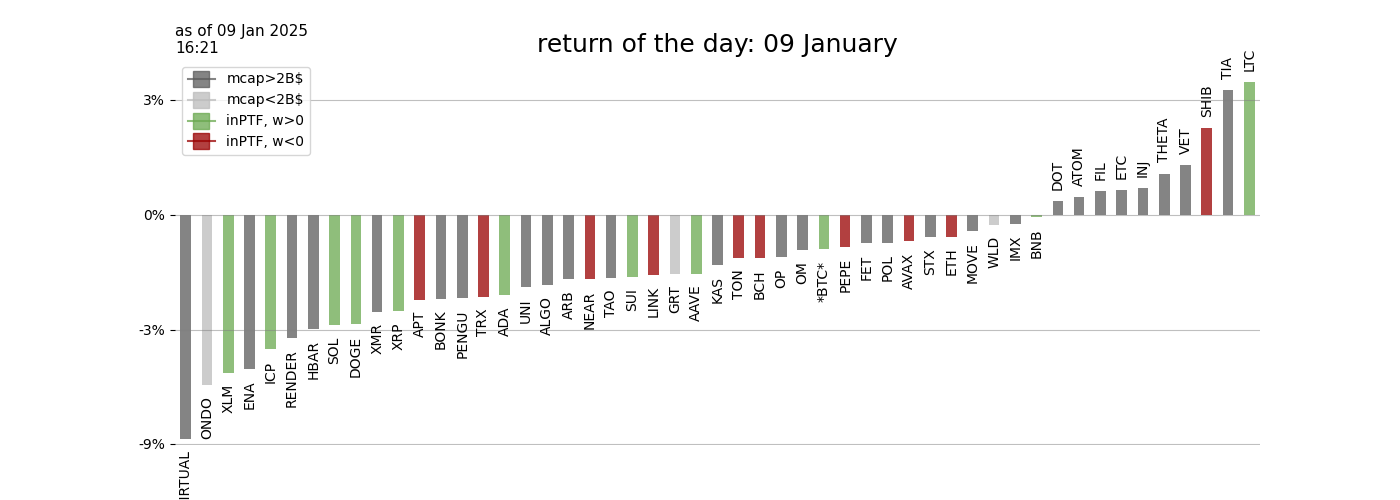 as of 09 Jan 2025
16:21
return of the day: 09 January
mcap>2B$
mcap<2B$
inPTF, w>0
inPTF, w<0
3%
0%
-3%
-9%
IRTUAL
ONDO
XLM
ENA
ICP
RENDER
HBAR
SOL
DOGE
XMR
XRP
APT
BONK
PENGU
TRX
ADA
UNI
ALGO
ARB
NEAR
TAO
SUI
LINK
GRT
AAVE
KAS
TON
BCH
OP
OM
*BTC*
PEPE
FET
POL
AVAX
STX
ETH
MOVE
WLD
IMX
BNB
DOT
ATOM
FIL
ETC
INJ
THETA
VET
SHIB
TIA
LTC